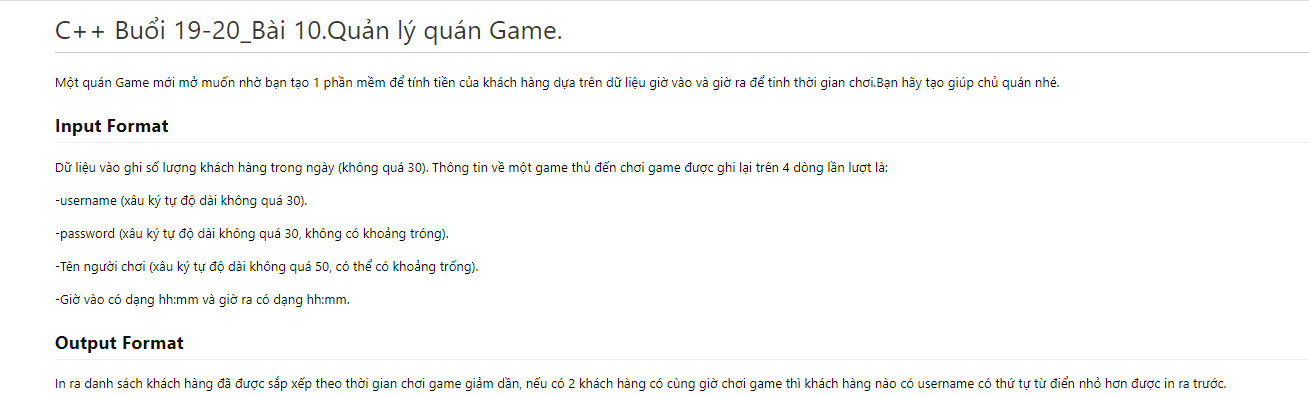 C++ Buổi 19-20_Bài 10.Quản lý quán Game.
Một quán Game mới mở muốn nhờ bạn tạo 1 phần mềm để tính tiền của khách hàng dựa trên dữ liệu giờ vào và giờ ra để tinh thời gian chơi.Bạn hãy tạo giúp chủ quán nhé.
Input Format
Dữ liệu vào ghi số lượng khách hàng trong ngày (không quá 30). Thông tin về một game thủ đến chơi game được ghi lại trên 4 dòng lần lượt là:
-username (xâu ký tự độ dài không quá 30).
-password (xâu ký tự độ dài không quá 30, không có khoảng tróng).
-Tên người chơi (xâu ký tự độ dài không quá 50, có thể có khoảng trống).
-Giờ vào có dạng hh:mm và giờ ra có dạng hh:mm.
Output Format
In ra danh sách khách hàng đã được sắp xếp theo thời gian chơi game giảm dần, nếu có 2 khách hàng có cùng giờ chơi game thì khách hàng nào có username có thứ tự từ điển nhỏ hơn được in ra trước.